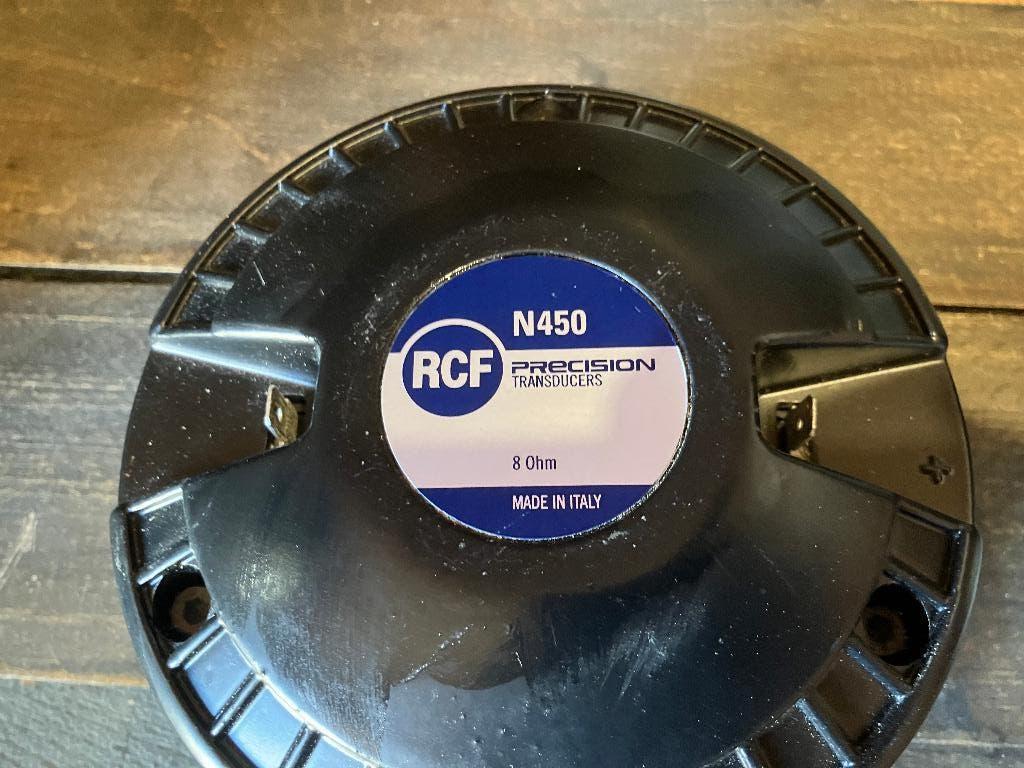 N450
RCF
PRECISION
TRANSDUCERS
8 Ohm
MADE IN ITALY
+